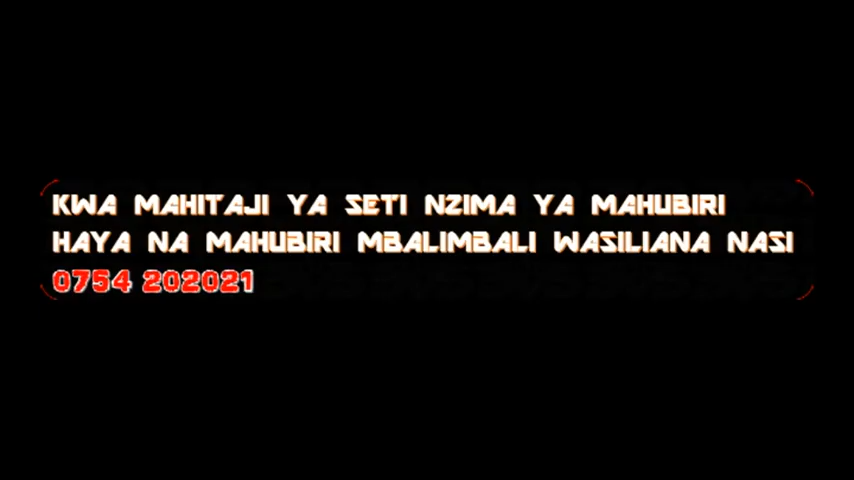 KWA MAHITAJI YA SETI NZIMA YA MAHUBIRI
HAYA NA MAHUBIRI MBALIMBALI WASILIANA NASI
0754 202021